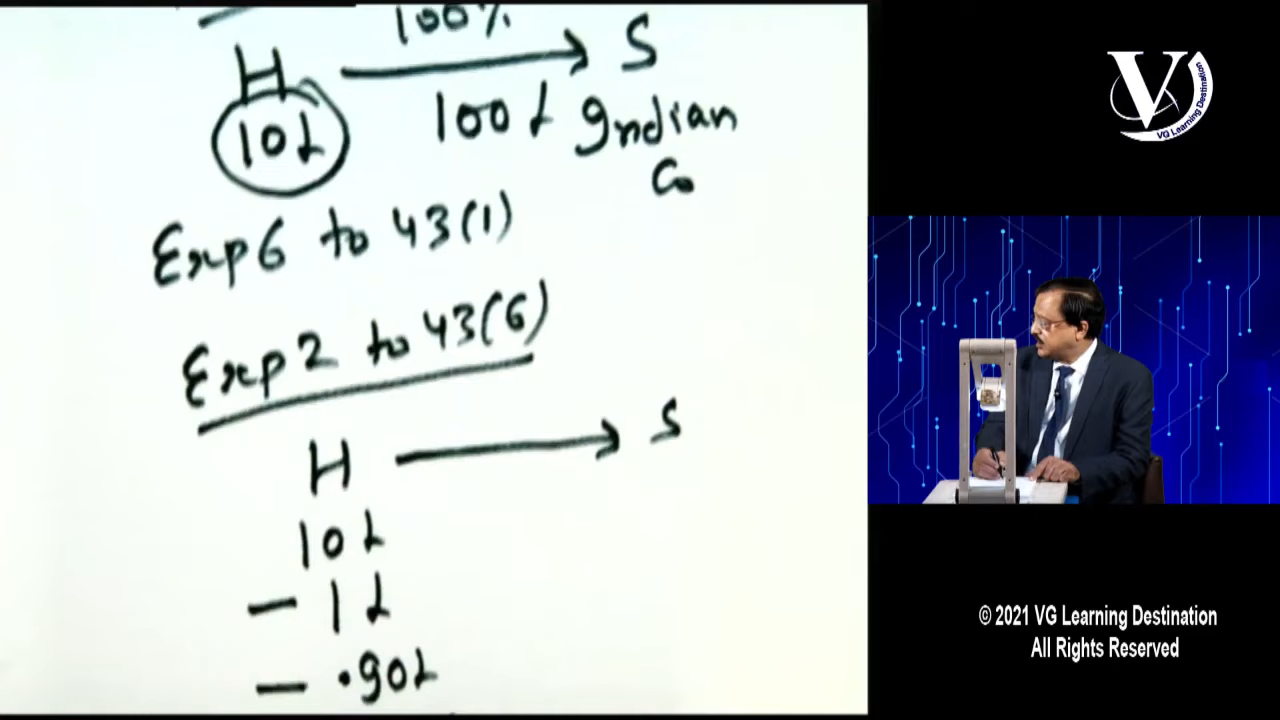 100%
H → S
10L 100L Indian
Co
Exp 6 to 43(1)
Exp 2 to 43(6)
H → S
10L
— 1L
— .90L
V
VG Learning Destination
© 2021 VG Learning Destination
All Rights Reserved